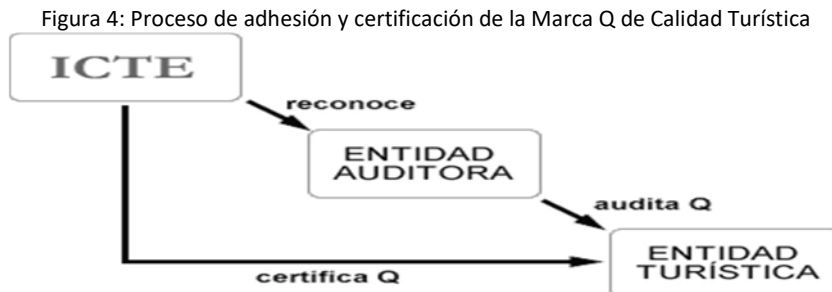 Figura 4: Proceso de adhesión y certificación de la Marca Q de Calidad Turística
ICTE
reconoce
ENTIDAD
AUDITORA
audita Q
ENTIDAD
TURÍSTICA
certifica Q